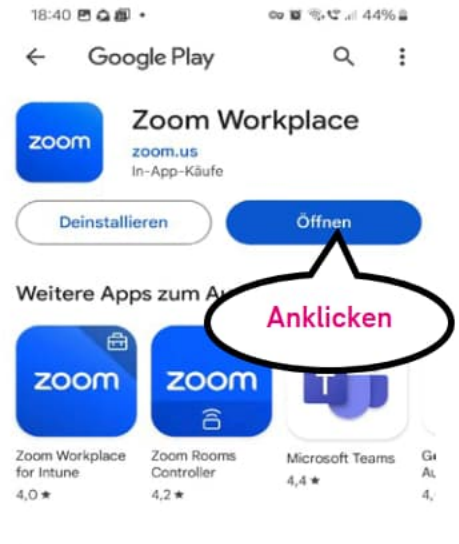 18:40
44%
Google Play
zoom
Zoom Workplace
zoom.us
In-App-Käufe
Deinstallieren
Öffnen
Weitere Apps zum
Anklicken
zoom
zoom
T
Zoom Workplace
for Intune
4,0 ★
Zoom Rooms
Controller
4,2 ★
Microsoft Teams
4,4 ★
4,